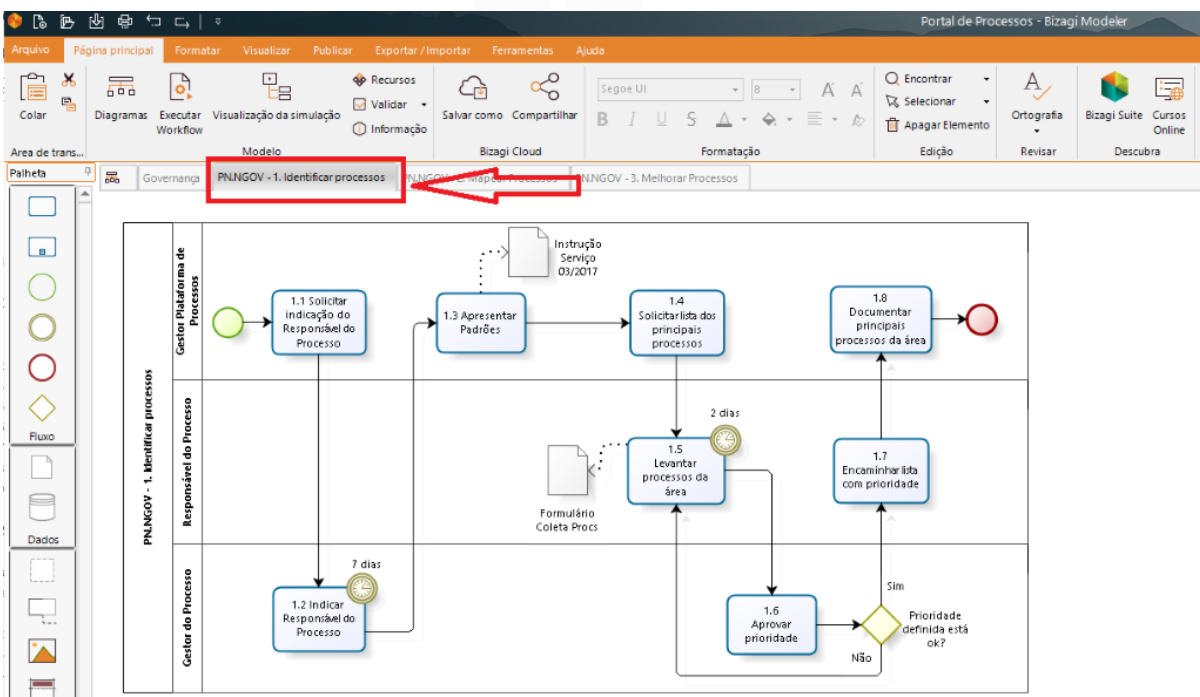 Portal de Processos - Bizagi Modeler
Arquivo Página principal Formatar Visualizar Publicar Exportar / Importar Ferramentas Ajuda
Colar
Area de trans...
Diagramas
Executar
Workflow
Visualização da simulação
Recursos
Validar
Informação
Modelo
Salvar como Compartilhar
Bizagi Cloud
Segoe UI 8
B I U S A
Formatação
Encontrar
Selecionar
Apagar Elemento
Edição
Ortografia
Revisar
Bizagi Suite
Cursos
Online
Descubra
Palheta
Governança
PN.NGOV - 1. Identificar processos
PN.NGOV - 3. Melhorar Processos
Fluxo
Dados
PN.NGOV - 1. Identificar processos
Gestor Plataforma de
Processos
1.1 Solicitar
indicação do
Responsável do
Processo
1.3 Apresentar
Padrões
Instrução
Serviço
03/2017
1.4
Solicitar lista dos
principais
processos
1.8
Documentar
principais
processos da área
Responsável do Processo
Formulário
Coleta Procs
2 dias
1.5
Levantar
processos da
área
1.7
Encaminhar lista
com prioridade
Gestor do Processo
7 dias
1.2 Indicar
Responsável do
Processo
1.6
Aprovar
prioridade
Sim
Prioridade
definida está
ok?
Não